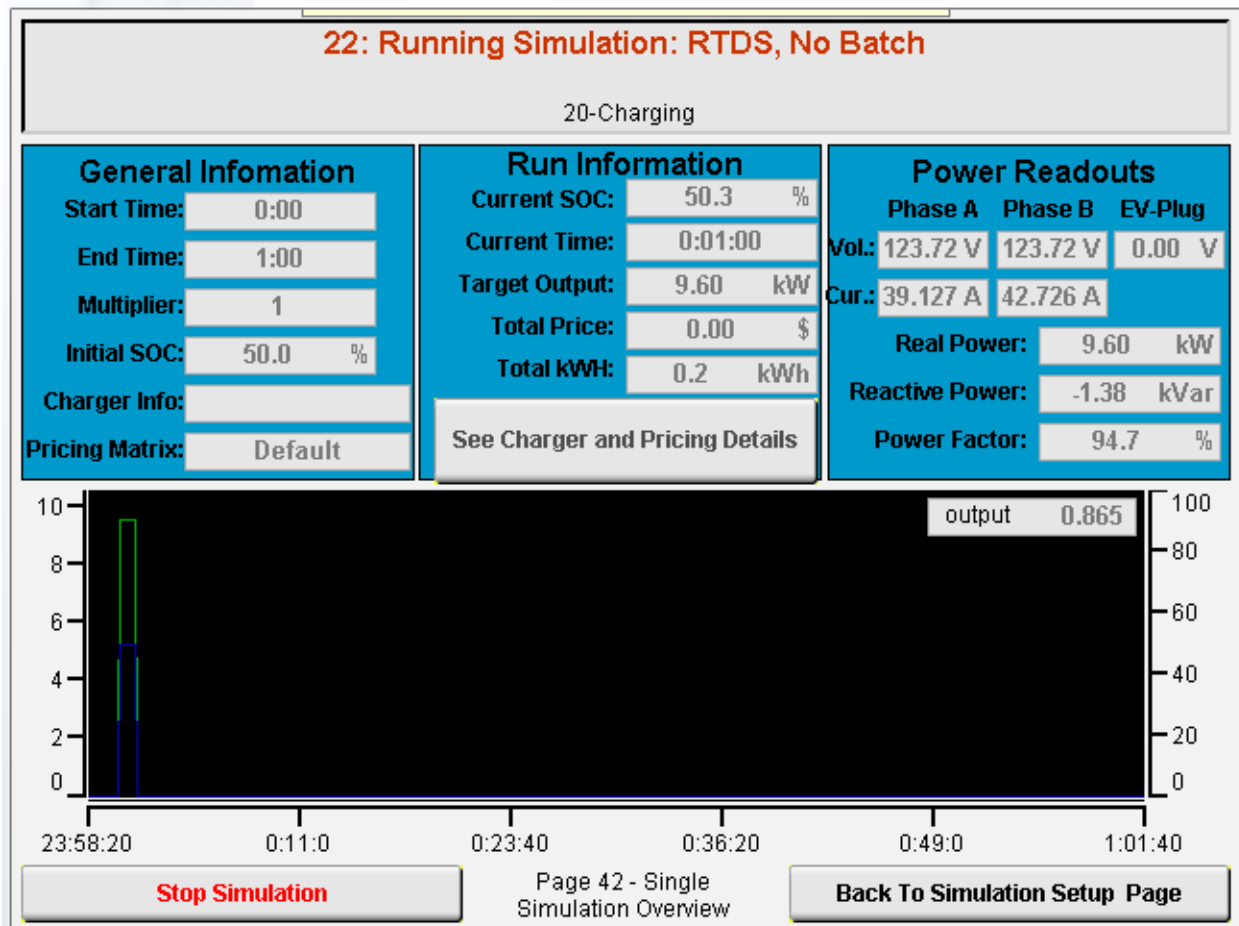 22: Running Simulation: RTDS, No Batch
20-Charging
General Infomation
Start Time: 0:00
End Time: 1:00
Multiplier: 1
Initial SOC: 50.0 %
Charger Info:
Pricing Matrix: Default
Run Information
Current SOC: 50.3 %
Current Time: 0:01:00
Target Output: 9.60 kW
Total Price: 0.00 $
Total kWH: 0.2 kWh
See Charger and Pricing Details
Power Readouts
Phase A Phase B EV-Plug
Vol.: 123.72 V 123.72 V 0.00 V
Cur.: 39.127 A 42.726 A
Real Power: 9.60 kW
Reactive Power: -1.38 kVar
Power Factor: 94.7 %
output 0.865
10
8
6
4
2
0
100
80
60
40
20
0
23:58:20 0:11:0 0:23:40 0:36:20 0:49:0 1:01:40
Stop Simulation
Page 42 - Single
Simulation Overview
Back To Simulation Setup Page